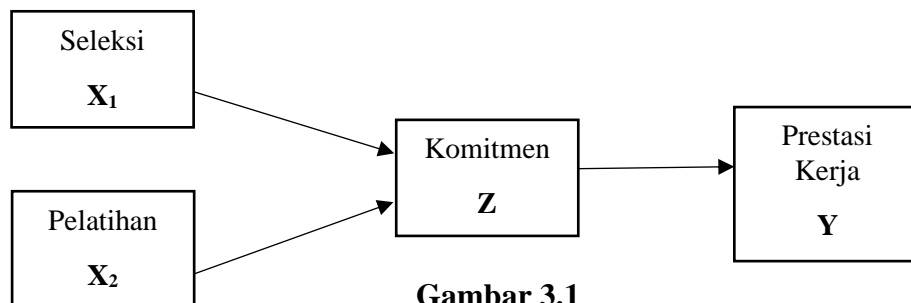 Seleksi
X₁
Pelatihan
X₂
Komitmen
Z
Prestasi
Kerja
Y
Gambar 3.1